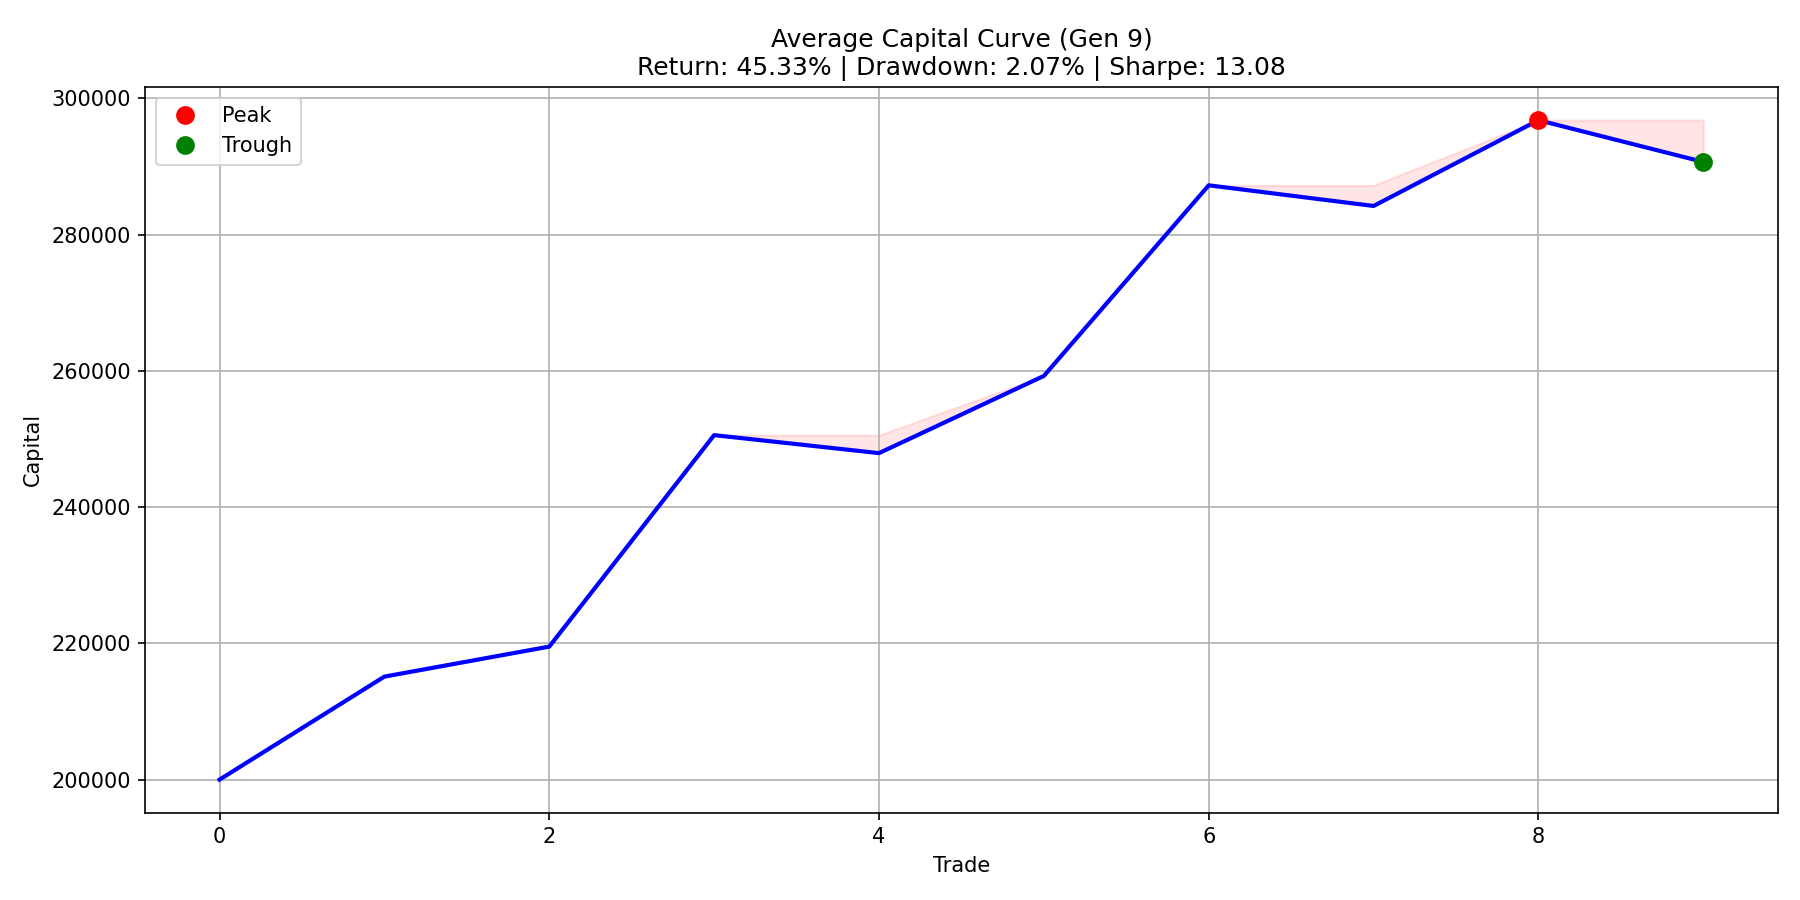 Average Capital Curve (Gen 9)
Return: 45.33% | Drawdown: 2.07% | Sharpe: 13.08
Peak
Trough
300000
280000
260000
240000
220000
200000
Capital
0 2 4 6 8
Trade